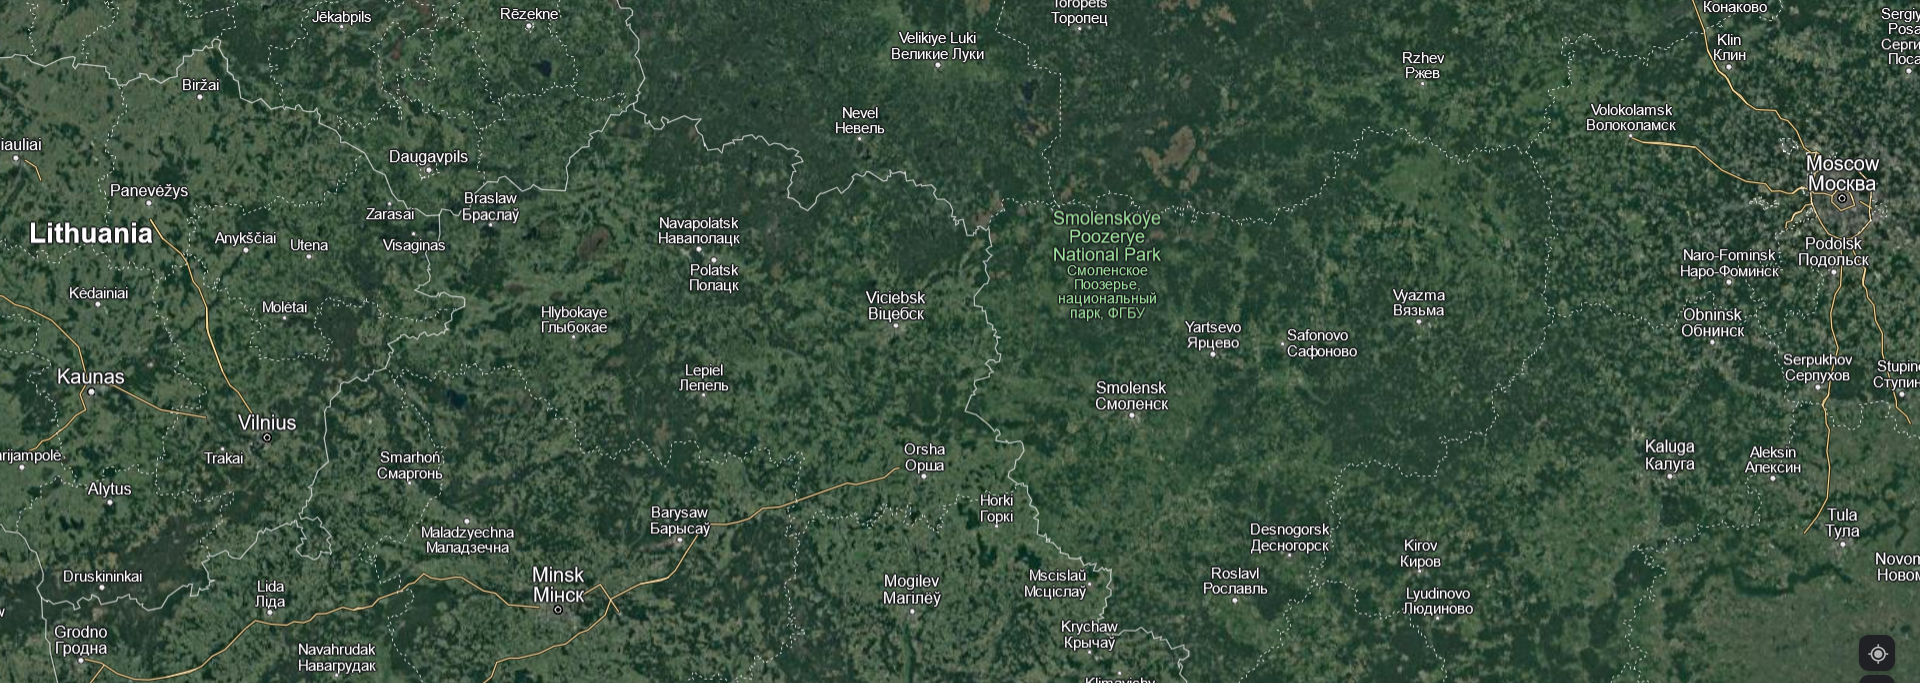 Jēkabpils
Rēzekne
Toropets
Торопец
Конаково
Velikiye Luki
Великие Луки
Klin
Клин
Rzhev
Ржев
Biržai
Nevel
Невель
Volokolamsk
Волоколамск
Daugavpils
Moscow
Москва
Panevėžys
Zarasai
Braslaw
Браслаў
Lithuania
Anykščiai
Utena
Visaginas
Navapolatsk
Наваполацк
Polatsk
Полацк
Smolenskoye
Poozerye
National Park
Смоленское
Поозерье,
национальный
парк, ФГБУ
Naro-Fominsk
Наро-Фоминск
Podolsk
Подольск
Kėdainiai
Molėtai
Hlybokaye
Глыбокае
Viciebsk
Віцебск
Vyazma
Вязьма
Obninsk
Обнинск
Yartsevo
Ярцево
Safonovo
Сафоново
Kaunas
Lepiel
Лепель
Smolensk
Смоленск
Serpukhov
Серпухов
Vilnius
Trakai
Smarhoń
Смаргонь
Orsha
Орша
Kaluga
Калуга
Aleksin
Алексин
Alytus
Horki
Горкі
Barysaw
Барысаў
Maladzyechna
Маладзечна
Desnogorsk
Десногорск
Kirov
Киров
Tula
Тула
Druskininkai
Lida
Ліда
Minsk
Мінск
Mogilev
Магілёў
Mscislaŭ
Мсціслаў
Roslavl
Рославль
Lyudinovo
Людиново
Grodno
Гродна
Navahrudak
Навагрудак
Krychaw
Крычаў